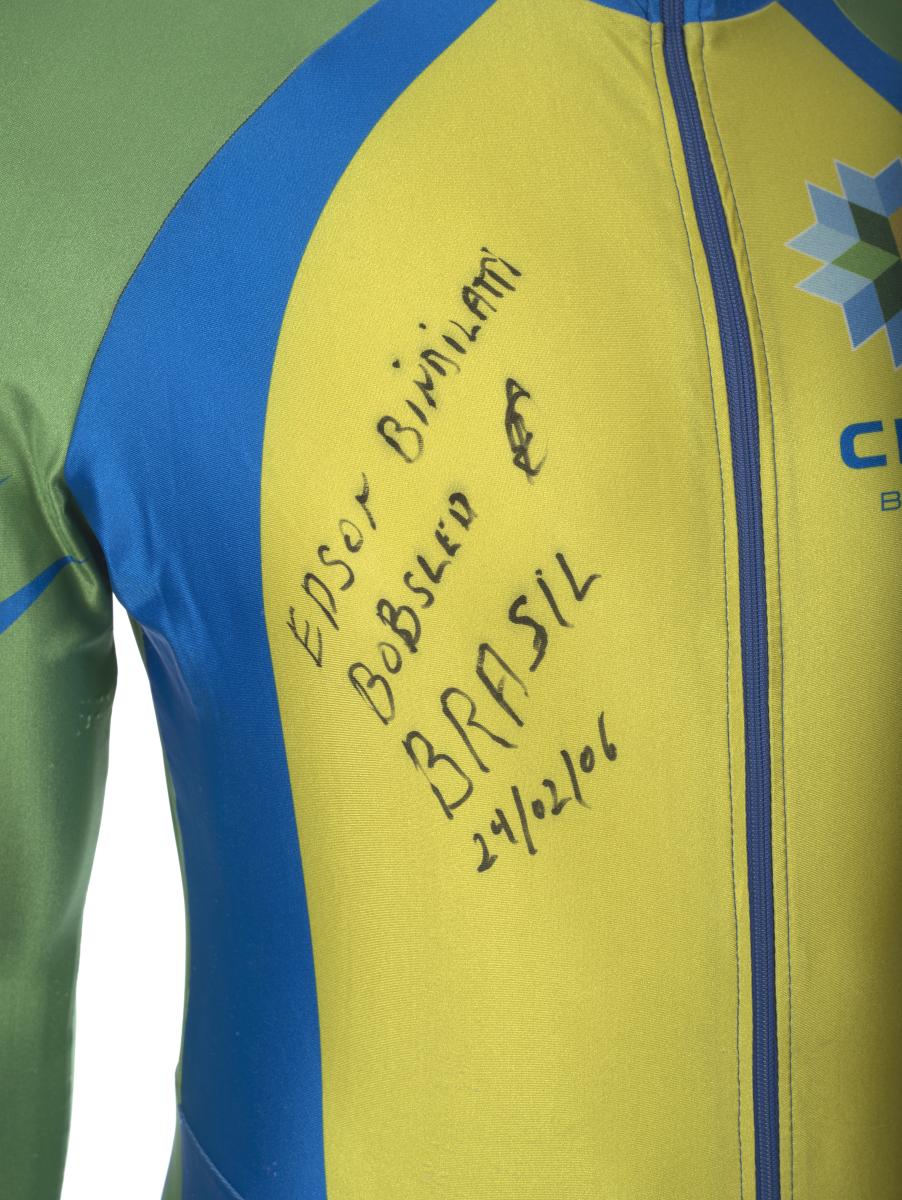 EDSON BINDILATTI
BOBSLED
BRASIL
24/02/06